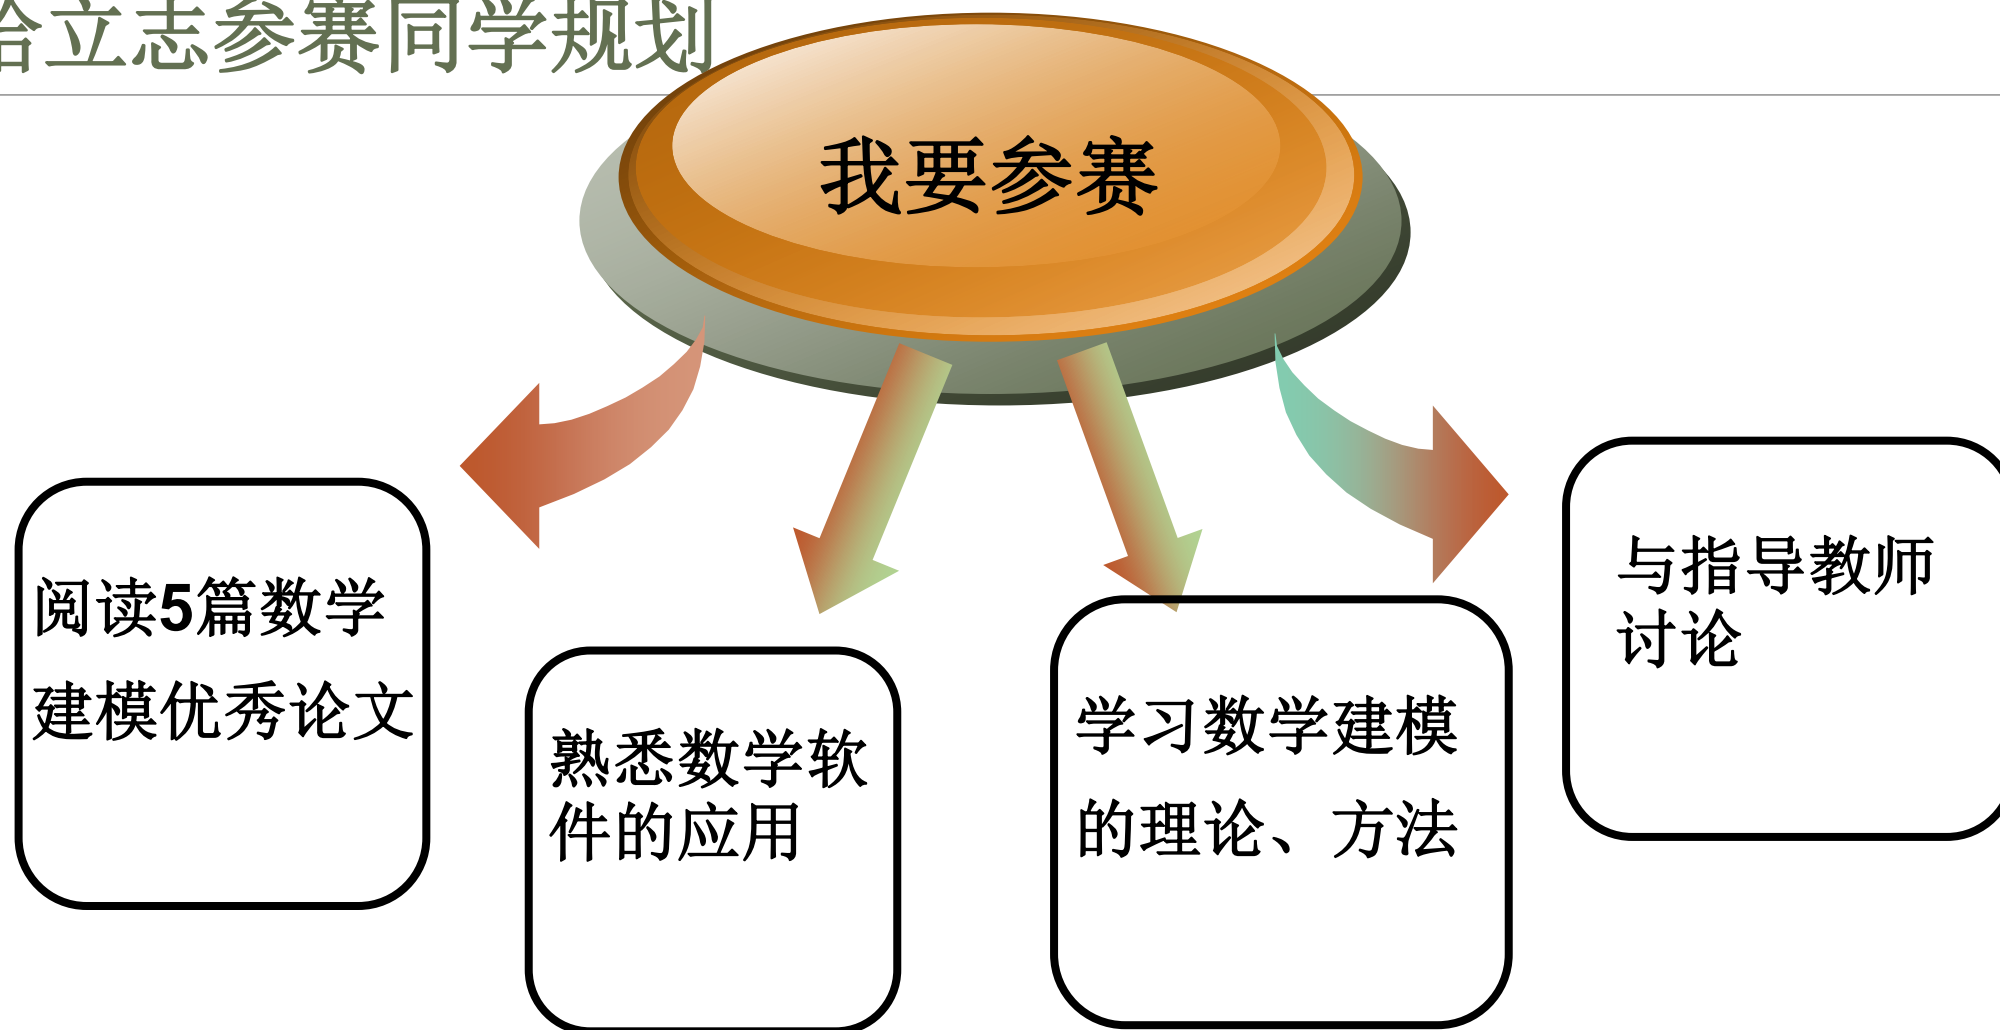 给立志参赛同学规划
我要参赛
阅读5篇数学
建模优秀论文
熟悉数学软
件的应用
学习数学建模
的理论、方法
与指导教师
讨论